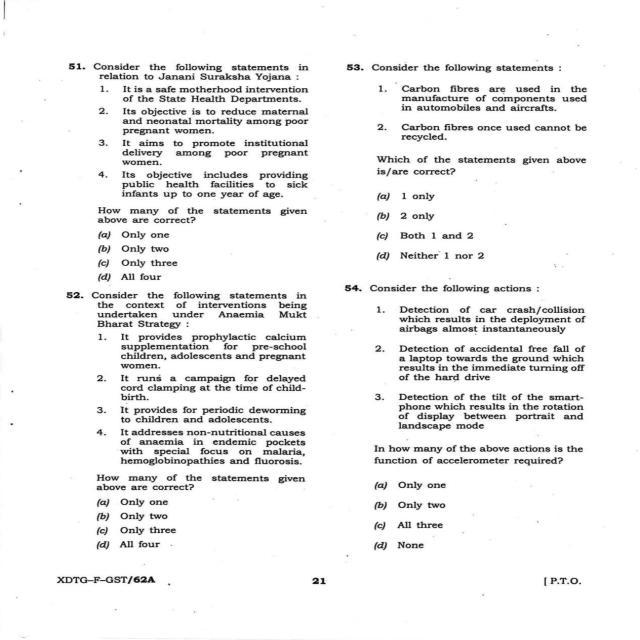 51. Consider the following statements in
relation to Janani Suraksha Yojana :
1. It is a safe motherhood intervention
of the State Health Departments.
2. Its objective is to reduce maternal
and neonatal mortality among poor
pregnant women.
3. It aims to promote institutional
delivery among poor pregnant
women.
4. Its objective includes providing
public health facilities to sick
infants up to one year of age.
How many of the statements given
above are correct?
(a) Only one
(b) Only two
(c) Only three
(d) All four
52. Consider the following statements in
the context of interventions being
undertaken under Anaemia Mukt
Bharat Strategy :
1. It provides prophylactic calcium
supplementation for pre-school
children, adolescents and pregnant
women.
2. It runs a campaign for delayed
cord clamping at the time of child-
birth.
3. It provides for periodic deworming
to children and adolescents.
4. It addresses non-nutritional causes
of anaemia in endemic pockets
with special focus on malaria,
hemoglobinopathies and fluorosis.
How many of the statements given
above are correct?
(a) Only one
(b) Only two
(c) Only three
(d) All four
53. Consider the following statements :
1. Carbon fibres are used in the
manufacture of components used
in automobiles and aircrafts.
2. Carbon fibres once used cannot be
recycled.
Which of the statements given above
is/are correct?
(a) 1 only
(b) 2 only
(c) Both 1 and 2
(d) Neither 1 nor 2
54. Consider the following actions :
1. Detection of car crash/collision
which results in the deployment of
airbags almost instantaneously
2. Detection of accidental free fall of
a laptop towards the ground which
results in the immediate turning off
of the hard drive
3. Detection of the tilt of the smart-
phone which results in the rotation
of display between portrait and
landscape mode
In how many of the above actions is the
function of accelerometer required?
(a) Only one
(b) Only two
(c) All three
(d) None
XDTG–F–GST/62A
21
[ P.T.O.